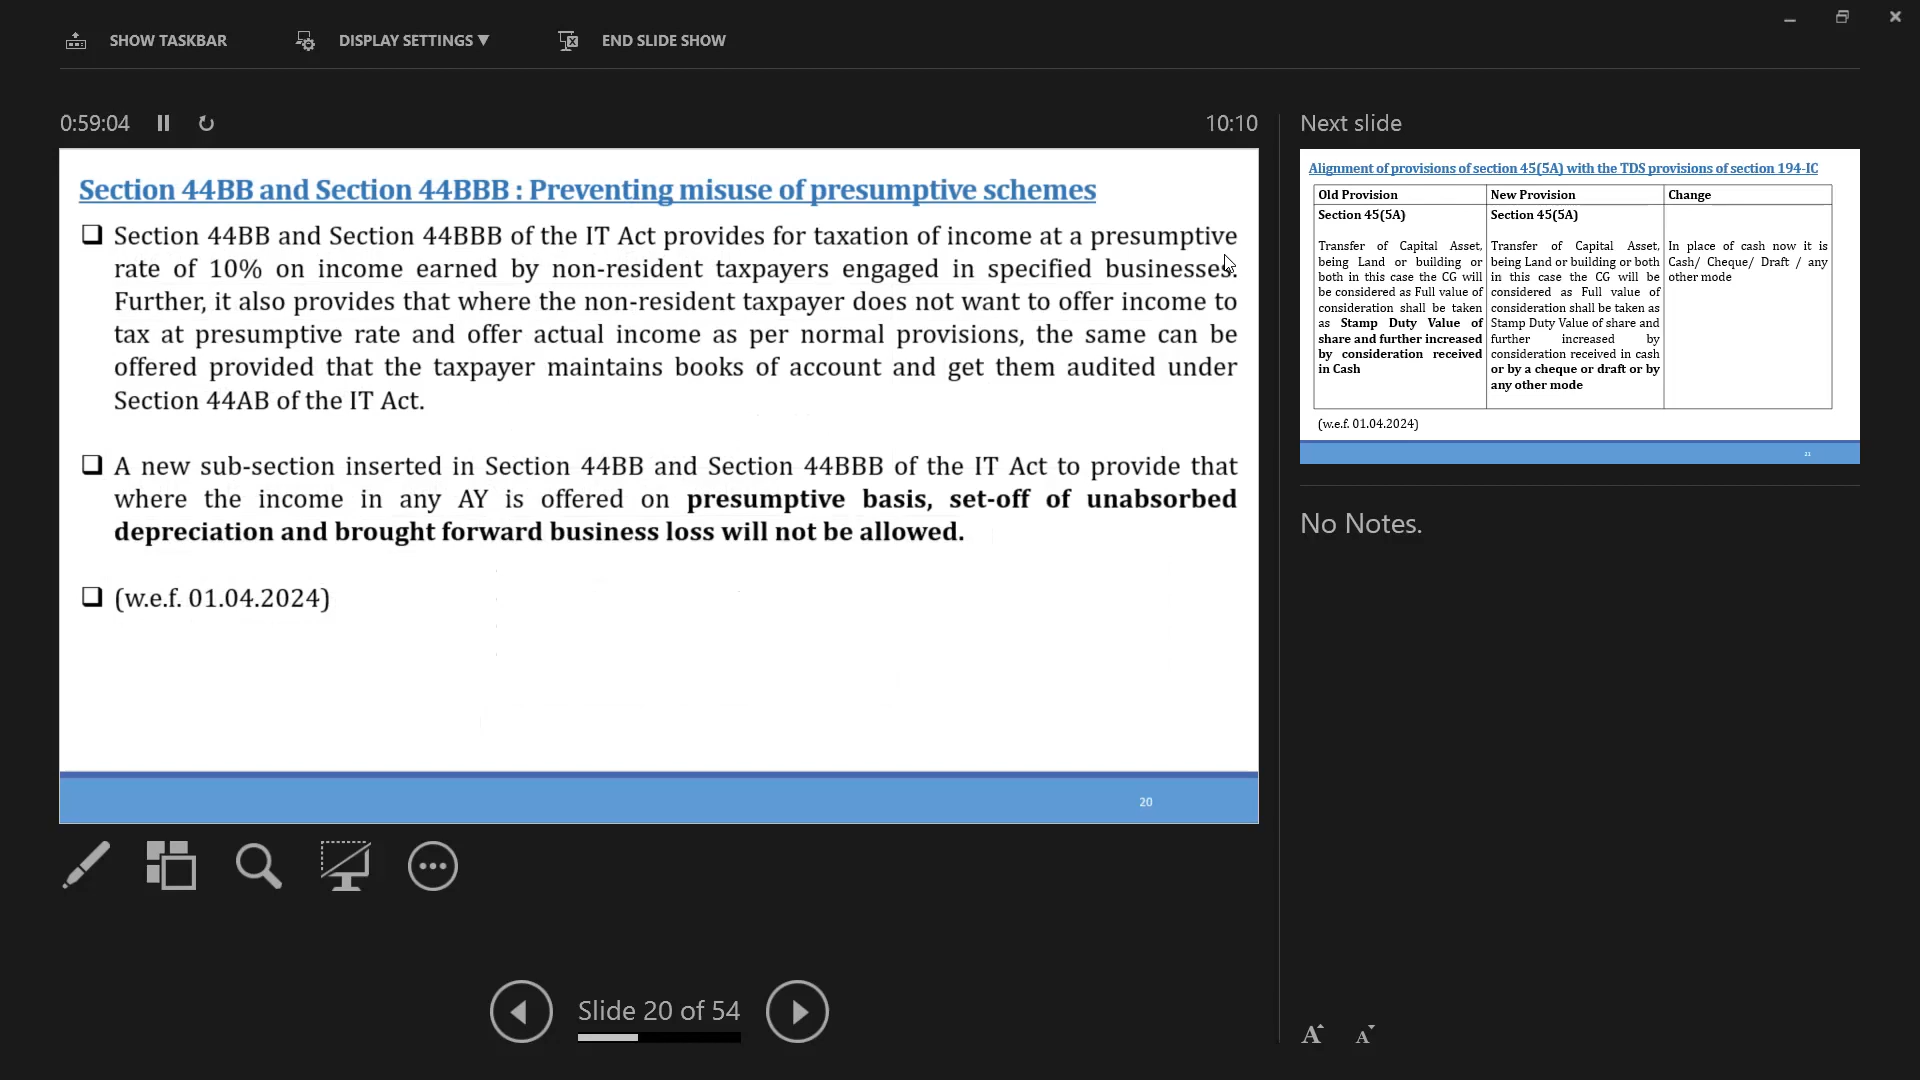 SHOW TASKBAR
DISPLAY SETTINGS ▼
END SLIDE SHOW
0:59:04
10:10
Section 44BB and Section 44BBB : Preventing misuse of presumptive schemes
❑ Section 44BB and Section 44BBB of the IT Act provides for taxation of income at a presumptive
rate of 10% on income earned by non-resident taxpayers engaged in specified businesses.
Further, it also provides that where the non-resident taxpayer does not want to offer income to
tax at presumptive rate and offer actual income as per normal provisions, the same can be
offered provided that the taxpayer maintains books of account and get them audited under
Section 44AB of the IT Act.
❑ A new sub-section inserted in Section 44BB and Section 44BBB of the IT Act to provide that
where the income in any AY is offered on presumptive basis, set-off of unabsorbed
depreciation and brought forward business loss will not be allowed.
❑ (w.e.f. 01.04.2024)
20
Slide 20 of 54
Next slide
Alignment of provisions of section 45(5A) with the TDS provisions of section 194-IC
Old Provision
New Provision
Change
Section 45(5A)
Transfer of Capital Asset,
being Land or building or
both in this case the CG will
be considered as Full value of
consideration shall be taken
as Stamp Duty Value of
share and further increased
by consideration received
in Cash
Section 45(5A)
Transfer of Capital Asset,
being Land or building or both
in this case the CG will be
considered as Full value of
consideration shall be taken as
Stamp Duty Value of share and
further increased by
consideration received in cash
or by a cheque or draft or by
any other mode
In place of cash now it is
Cash/ Cheque/ Draft / any
other mode
(w.e.f. 01.04.2024)
21
No Notes.
A A